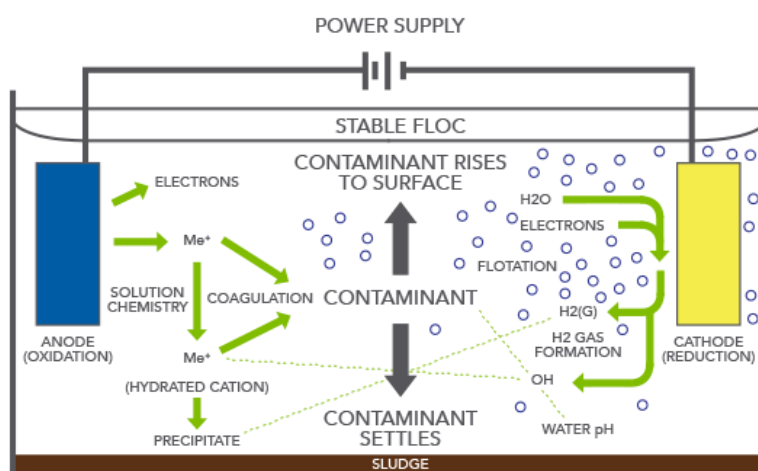 POWER SUPPLY
STABLE FLOC
CONTAMINANT RISES
TO SURFACE
ELECTRONS
Me⁺
SOLUTION
CHEMISTRY
COAGULATION
ANODE
(OXIDATION)
Me⁺
(HYDRATED CATION)
PRECIPITATE
CONTAMINANT
CONTAMINANT
SETTLES
H2O
ELECTRONS
FLOTATION
H2(G)
H2 GAS
FORMATION
OH
WATER pH
CATHODE
(REDUCTION)
SLUDGE